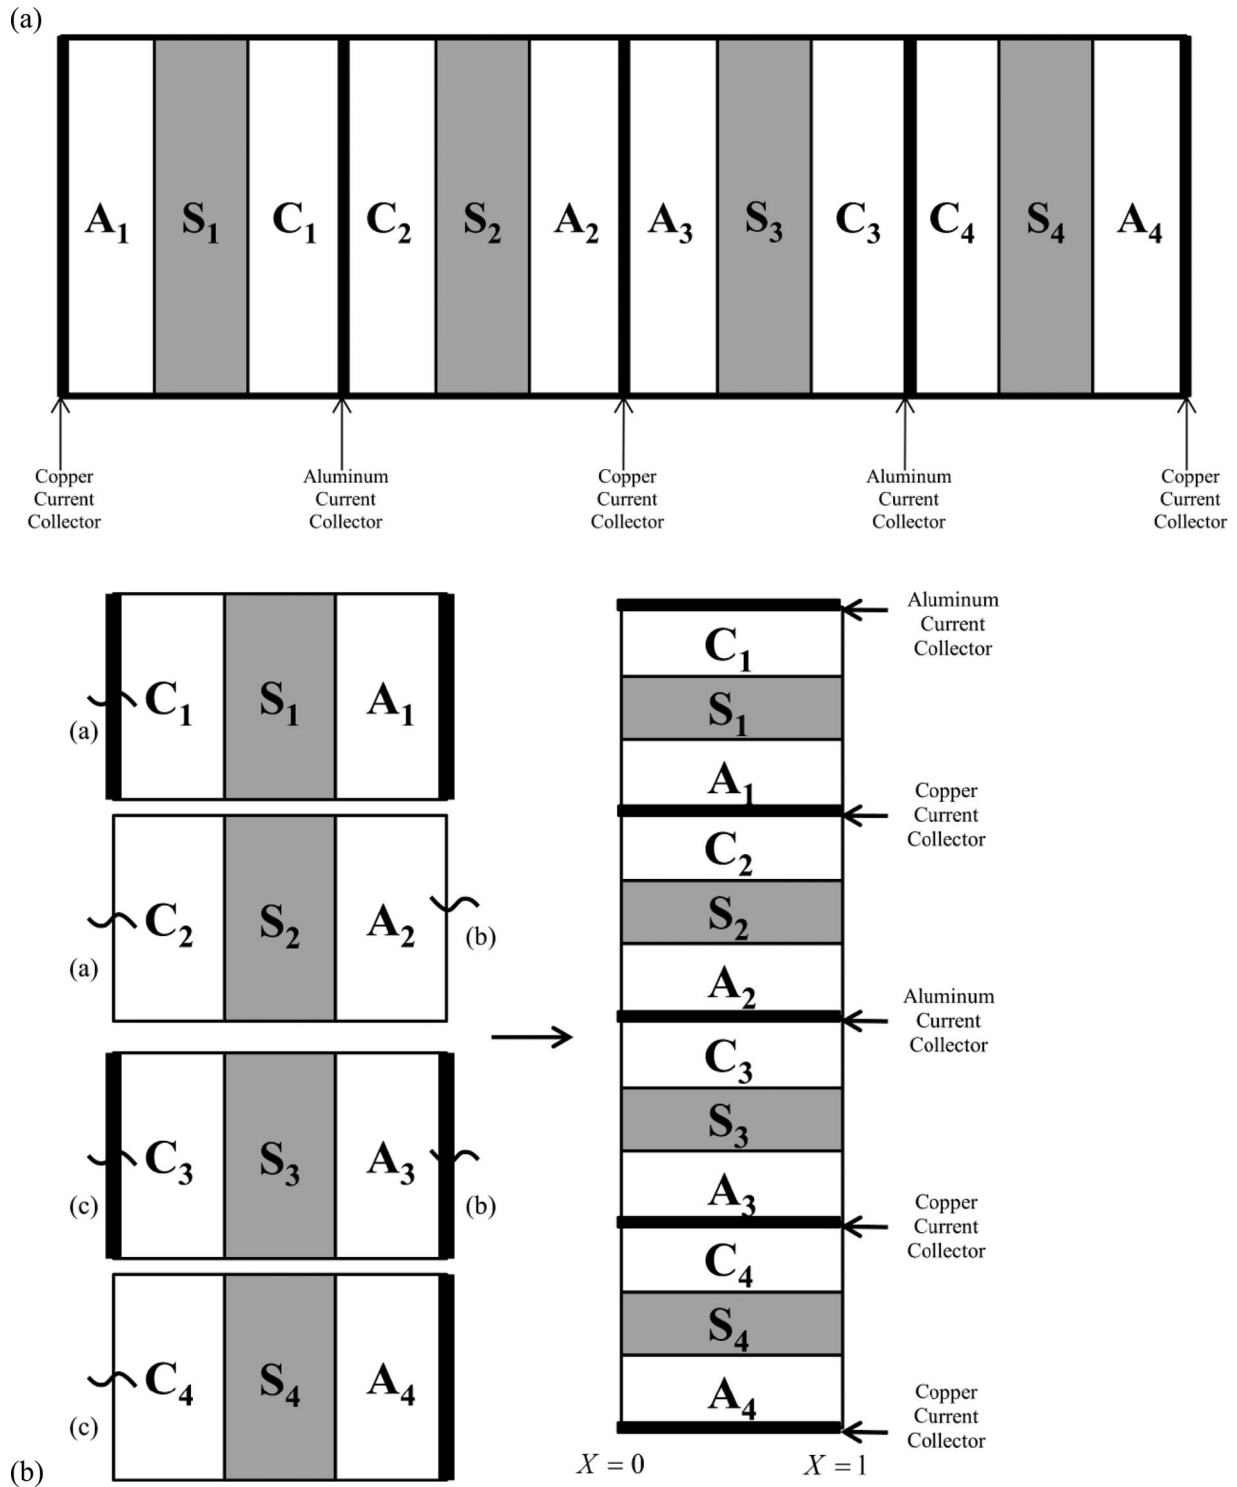 (a)
A1 S1 C1 C2 S2 A2 A3 S3 C3 C4 S4 A4
Copper
Current
Collector
Aluminum
Current
Collector
Copper
Current
Collector
Aluminum
Current
Collector
Copper
Current
Collector
C1 S1 A1
(a)
C2 S2 A2
(a)
(b)
C3 S3 A3
(c)
(b)
C4 S4 A4
(c)
(b)
Aluminum
Current
Collector
C1
S1
A1
Copper
Current
Collector
C2
S2
A2
Aluminum
Current
Collector
C3
S3
A3
Copper
Current
Collector
C4
S4
A4
Copper
Current
Collector
X = 0
X = 1